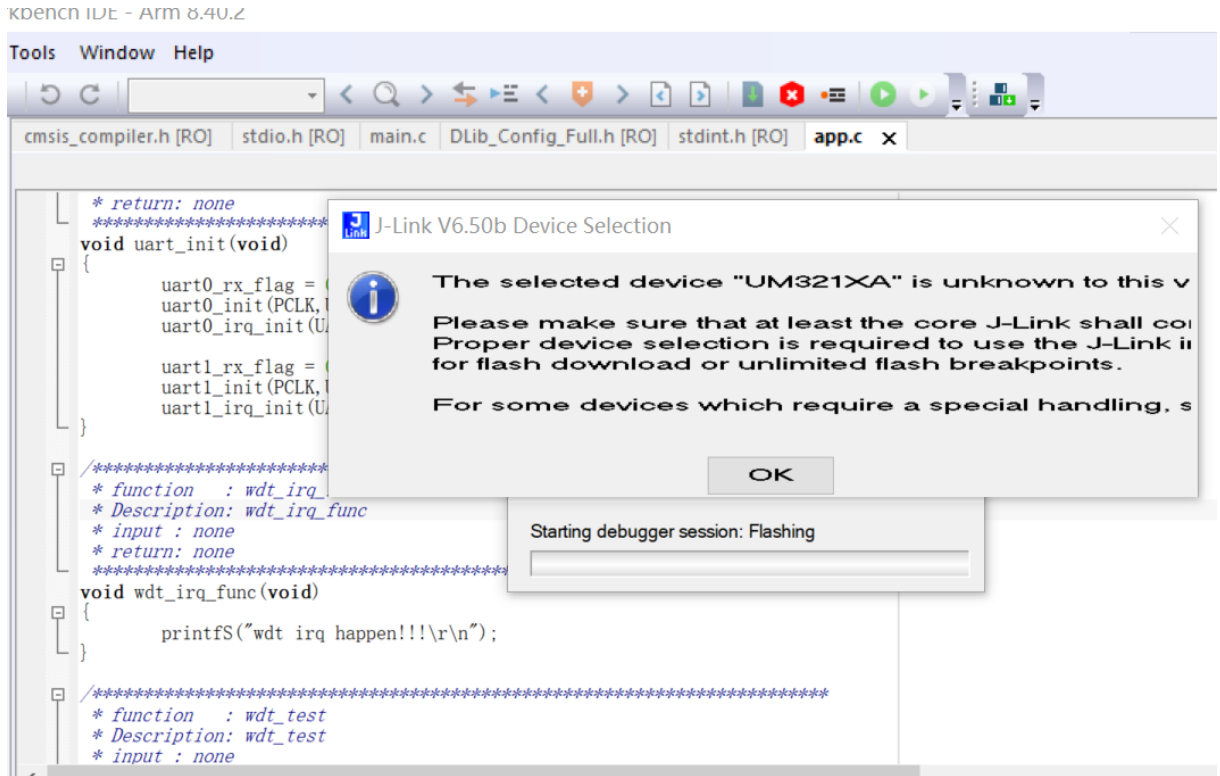 kbench IDE - Arm 8.40.2
Tools Window Help
cmsis_compiler.h [RO] stdio.h [RO] main.c DLib_Config_Full.h [RO] stdint.h [RO] app.c
* return: none
***********************
void uart_init(void)
{
uart0_rx_flag =
uart0_init(PCLK,
uart0_irq_init(U
uart1_rx_flag =
uart1_init(PCLK,
uart1_irq_init(U
}
/***********************
* function : wdt_irq_
* Description: wdt_irq_func
* input : none
* return: none
*****************************************
void wdt_irq_func(void)
{
printfS("wdt irq happen!!!\r\n");
}
/************************************************************************
* function : wdt_test
* Description: wdt_test
* input : none
J-Link V6.50b Device Selection
The selected device "UM321XA" is unknown to this v
Please make sure that at least the core J-Link shall co
Proper device selection is required to use the J-Link i
for flash download or unlimited flash breakpoints.
For some devices which require a special handling, s
OK
Starting debugger session: Flashing